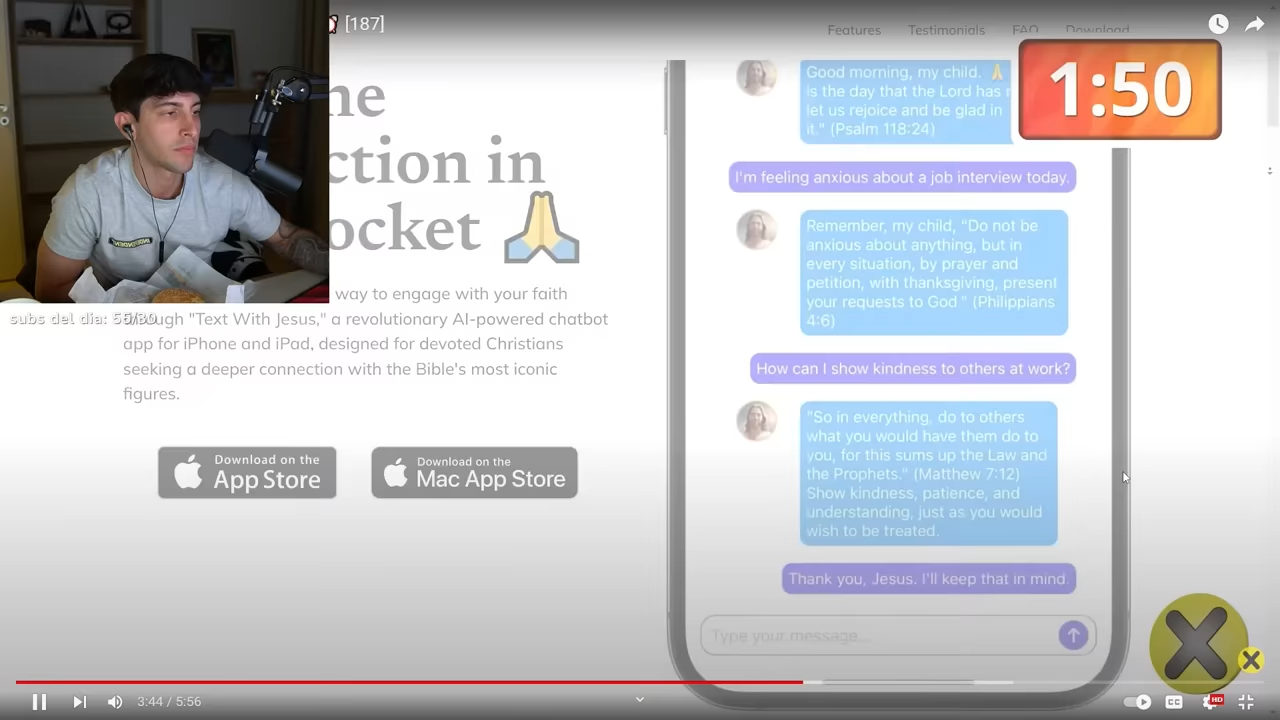 [187]
Features
Testimonials
FAQ
Download
1:50
ne
ction in
ocket
way to engage with your faith
"Text With Jesus," a revolutionary AI-powered chatbot
app for iPhone and iPad, designed for devoted Christians
seeking a deeper connection with the Bible's most iconic
figures.
subs del dia:
Download on the
App Store
Download on the
Mac App Store
Good morning, my child.
is the day that the Lord has
let us rejoice and be glad in
it." (Psalm 118:24)
I'm feeling anxious about a job interview today.
Remember, my child, "Do not be
anxious about anything, but in
every situation, by prayer and
petition, with thanksgiving, present
your requests to God " (Philippians
4:6)
How can I show kindness to others at work?
"So in everything, do to others
what you would have them do to
you, for this sums up the Law and
the Prophets." (Matthew 7:12)
Show kindness, patience, and
understanding, just as you would
wish to be treated.
Thank you, Jesus. I'll keep that in mind.
Type your message...
3:44 / 5:56
CC
HD